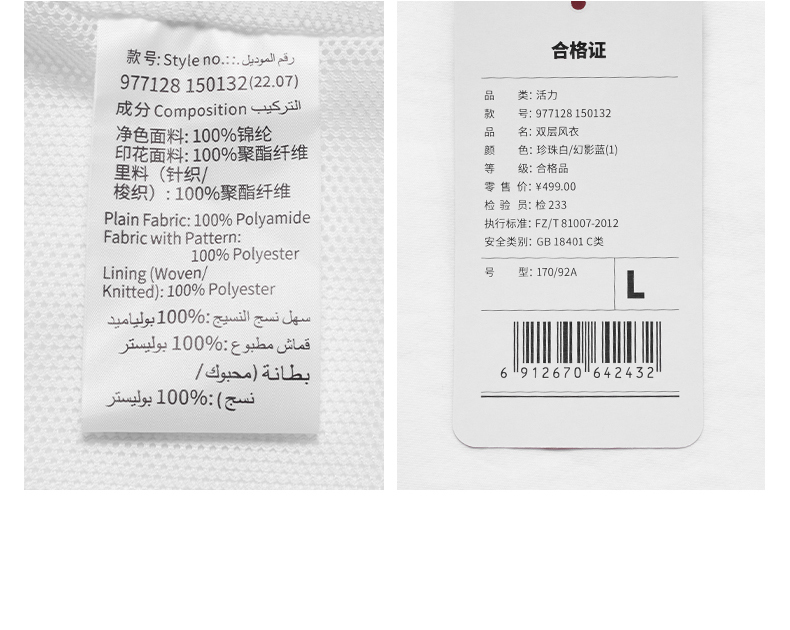 款号: Style no.:.: رقم الموديل
977128 150132(22.07)
成分 Composition التركيب
净色面料: 100%锦纶
印花面料: 100%聚酯纤维
里料（针织/
梭织）: 100%聚酯纤维
Plain Fabric: 100% Polyamide
Fabric with Pattern:
100% Polyester
Lining (Woven/
Knitted): 100% Polyester
سهل نسج النسيج:100% بولياميد
قماش مطبوع:100% بوليستر
بطانة (محبوك/
نسج):100% بوليستر
合格证
品 类: 活力
款 号: 977128 150132
品 名: 双层风衣
颜 色: 珍珠白/幻影蓝(1)
等 级: 合格品
零 售 价: ¥499.00
检 验 员: 检 233
执行标准: FZ/T 81007-2012
安全类别: GB 18401 C类
号 型: 170/92A
L
6 912670 642432